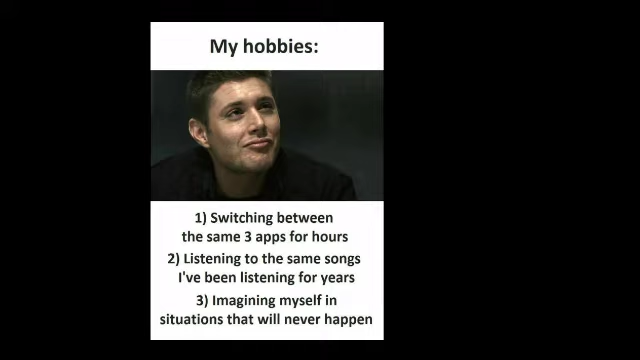 My hobbies:
1) Switching between
the same 3 apps for hours
2) Listening to the same songs
I've been listening for years
3) Imagining myself in
situations that will never happen